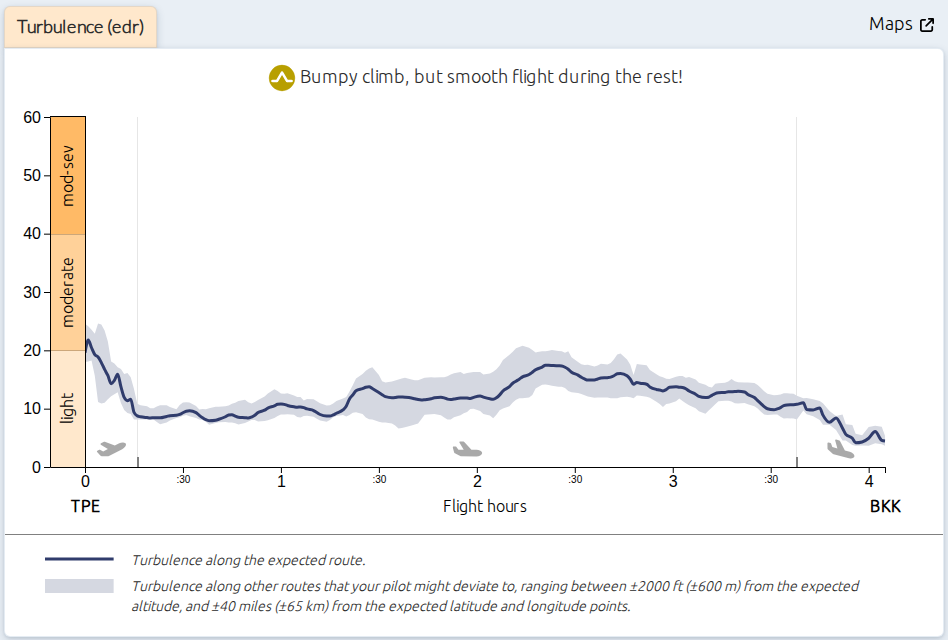 Turbulence (edr)
Maps
Bumpy climb, but smooth flight during the rest!
60
50
40
30
20
10
0
mod-sev
moderate
light
0 :30 1 :30 2 :30 3 :30 4
TPE Flight hours BKK
Turbulence along the expected route.
Turbulence along other routes that your pilot might deviate to, ranging between ±2000 ft (±600 m) from the expected
altitude, and ±40 miles (±65 km) from the expected latitude and longitude points.